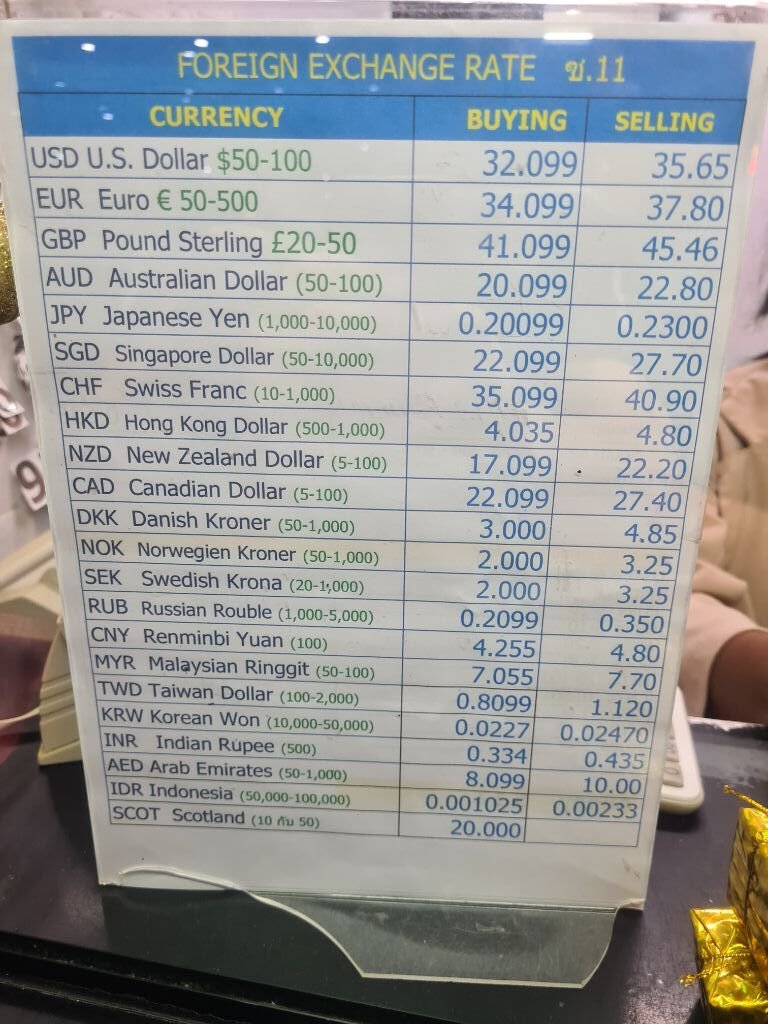 FOREIGN EXCHANGE RATE ซ.11
CURRENCY BUYING SELLING
USD U.S. Dollar $50-100 32.099 35.65
EUR Euro € 50-500 34.099 37.80
GBP Pound Sterling £20-50 41.099 45.46
AUD Australian Dollar (50-100) 20.099 22.80
JPY Japanese Yen (1,000-10,000) 0.20099 0.2300
SGD Singapore Dollar (50-10,000) 22.099 27.70
CHF Swiss Franc (10-1,000) 35.099 40.90
HKD Hong Kong Dollar (500-1,000) 4.035 4.80
NZD New Zealand Dollar (5-100) 17.099 22.20
CAD Canadian Dollar (5-100) 22.099 27.40
DKK Danish Kroner (50-1,000) 3.000 4.85
NOK Norwegien Kroner (50-1,000) 2.000 3.25
SEK Swedish Krona (20-1,000) 2.000 3.25
RUB Russian Rouble (1,000-5,000) 0.2099 0.350
CNY Renminbi Yuan (100) 4.255 4.80
MYR Malaysian Ringgit (50-100) 7.055 7.70
TWD Taiwan Dollar (100-2,000) 0.8099 1.120
KRW Korean Won (10,000-50,000) 0.0227 0.02470
INR Indian Rupee (500) 0.334 0.435
AED Arab Emirates (50-1,000) 8.099 10.00
IDR Indonesia (50,000-100,000) 0.001025 0.00233
SCOT Scotland (10 กับ 50) 20.000
9